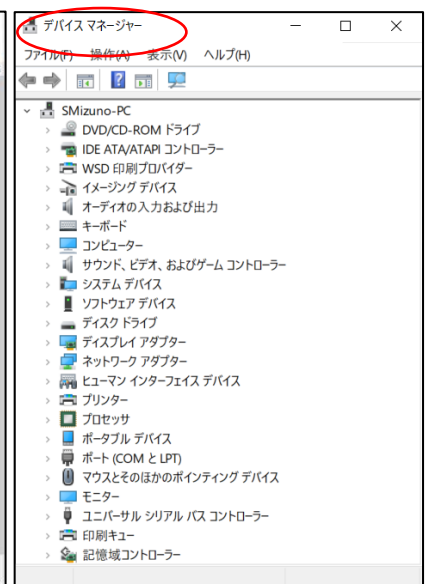 デバイス マネージャー
ファイル(F) 操作(A) 表示(V) ヘルプ(H)
SMizuno-PC
DVD/CD-ROM ドライブ
IDE ATA/ATAPI コントローラー
WSD 印刷プロバイダー
イメージング デバイス
オーディオの入力および出力
キーボード
コンピューター
サウンド、ビデオ、およびゲーム コントローラー
システム デバイス
ソフトウェア デバイス
ディスク ドライブ
ディスプレイ アダプター
ネットワーク アダプター
ヒューマン インターフェイス デバイス
プリンター
プロセッサ
ポータブル デバイス
ポート (COM と LPT)
マウスとそのほかのポインティング デバイス
モニター
ユニバーサル シリアル バス コントローラー
印刷キュー
記憶域コントローラー